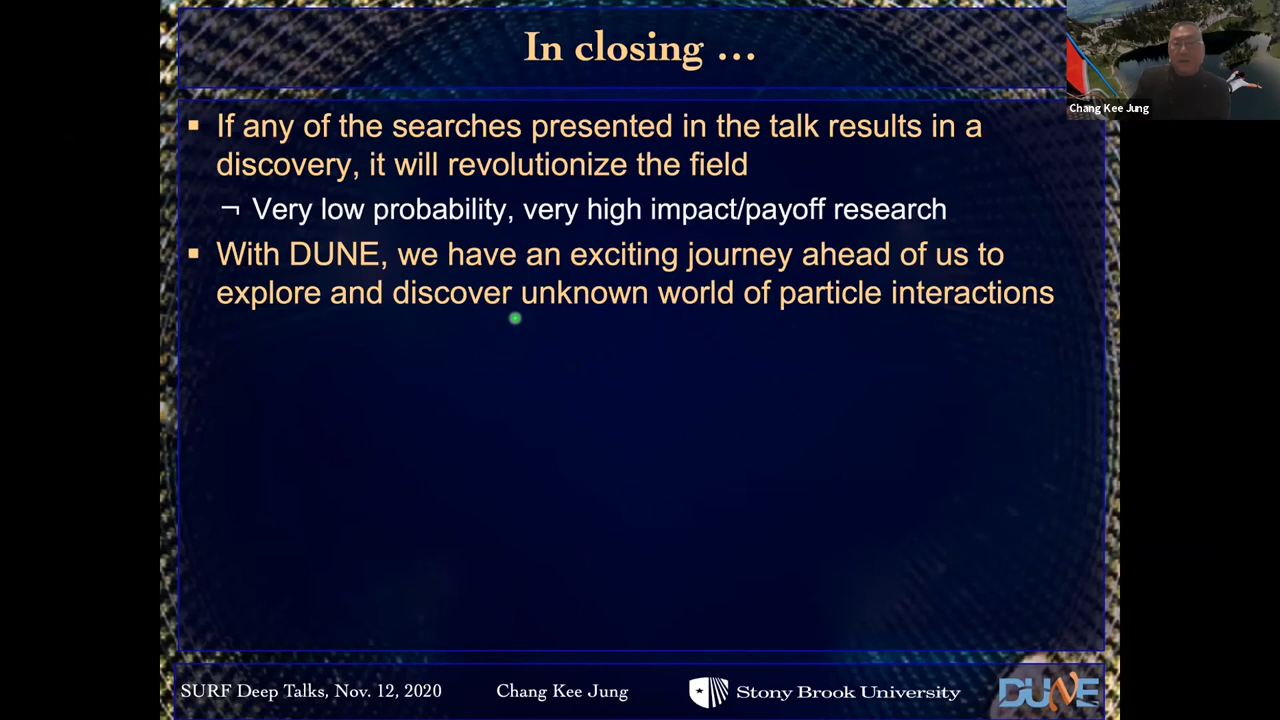 In closing …
Chang Kee Jung
▪ If any of the searches presented in the talk results in a
discovery, it will revolutionize the field
¬ Very low probability, very high impact/payoff research
▪ With DUNE, we have an exciting journey ahead of us to
explore and discover unknown world of particle interactions
SURF Deep Talks, Nov. 12, 2020
Chang Kee Jung
Stony Brook University
DUNE